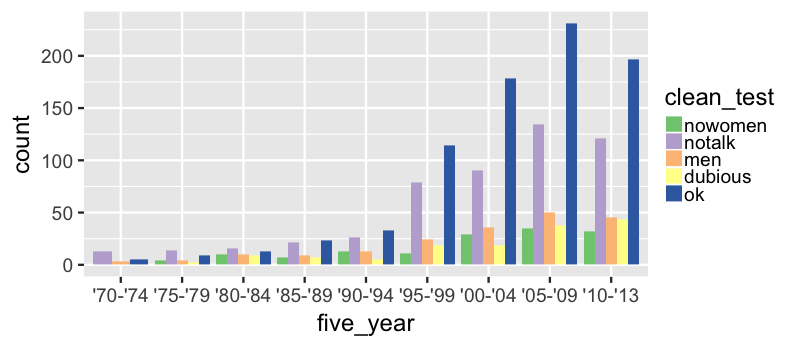 clean_test
nowomen
notalk
men
dubious
ok
count
200
150
100
50
0
'70-'74 '75-'79 '80-'84 '85-'89 '90-'94 '95-'99 '00-'04 '05-'09 '10-'13
five_year